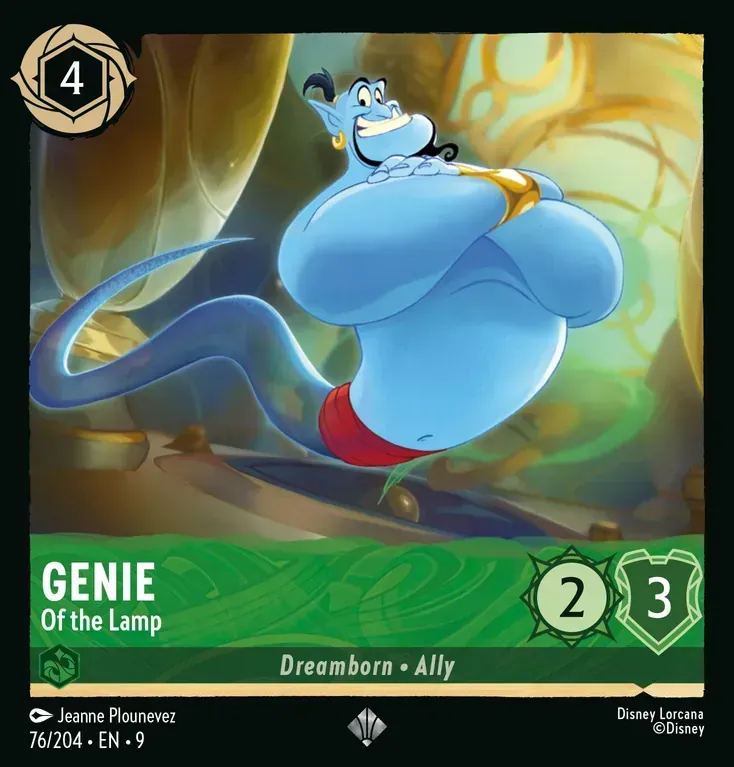 4
GENIE
Of the Lamp
2
3
Dreamborn • Ally
Jeanne Plounevez
76/204 • EN • 9
Disney Lorcana
©Disney